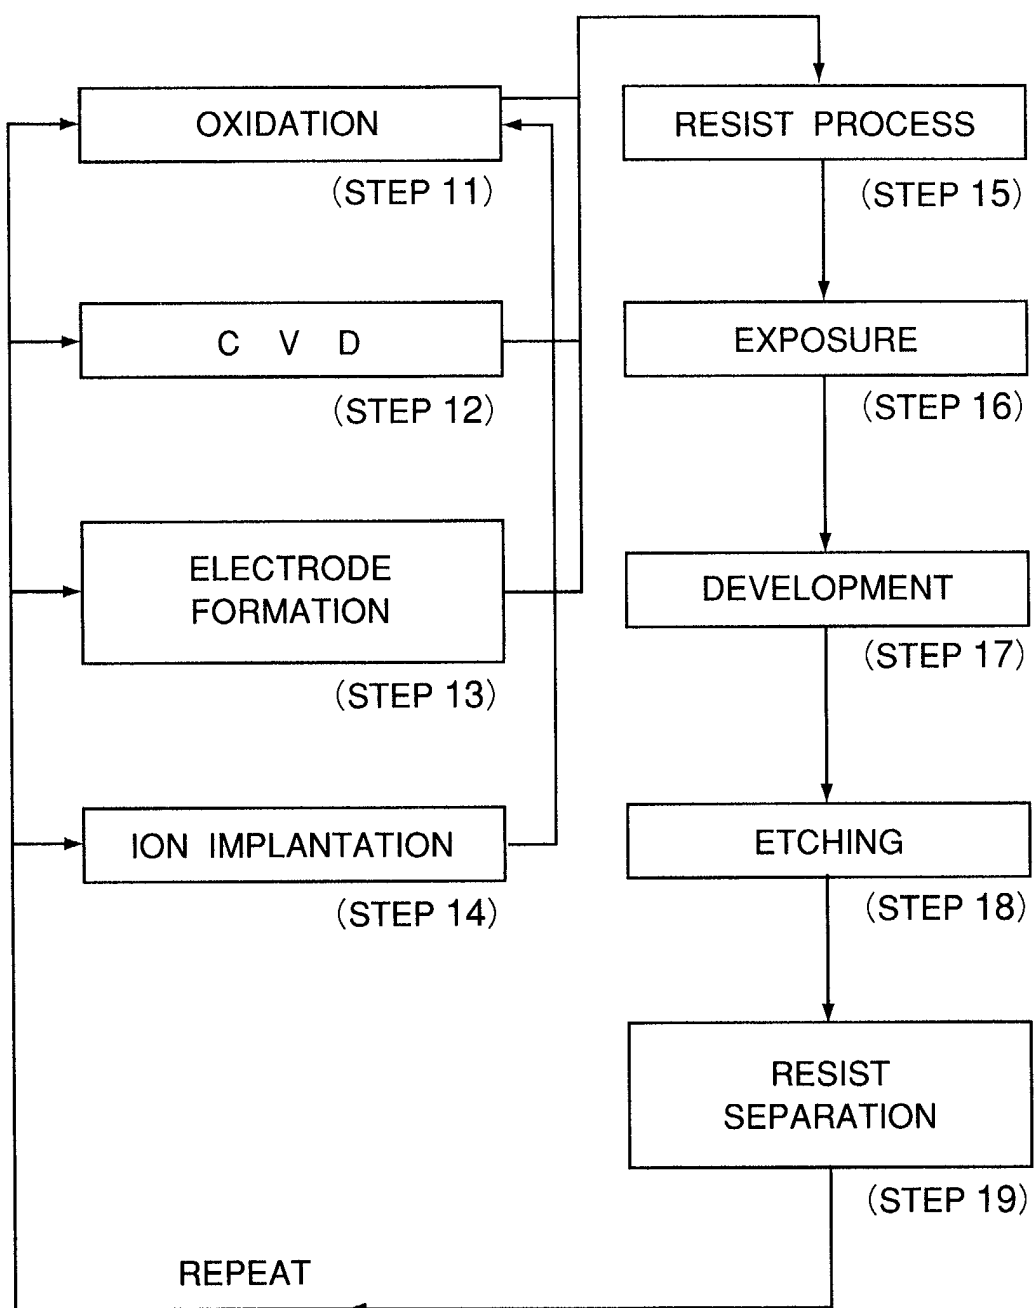 OXIDATION
(STEP 11)
C V D
(STEP 12)
ELECTRODE
FORMATION
(STEP 13)
ION IMPLANTATION
(STEP 14)
RESIST PROCESS
(STEP 15)
EXPOSURE
(STEP 16)
DEVELOPMENT
(STEP 17)
ETCHING
(STEP 18)
RESIST
SEPARATION
(STEP 19)
REPEAT